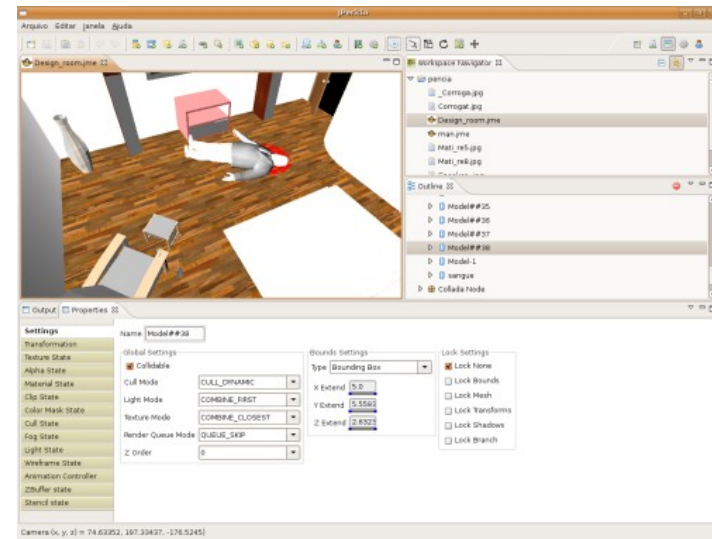 jPericia
Arquivo Editar Janela Ajuda
Design_room.jme
Workspace Navigator
pericia
_Corroga.jpg
Corrogat.jpg
Design_room.jme
man.jme
Mati_re5.jpg
Mati_re8.jpg
Outline
Model##35
Model##36
Model##37
Model##38
Model-1
sangue
Collada Node
Output Properties
Settings
Transformation
Texture State
Alpha State
Material State
Clip State
Color Mask State
Cull State
Fog State
Light State
Wireframe State
Animation Controller
ZBuffer state
Stencil state
Name Model##38
Global Settings
Collidable
Cull Mode CULL_DYNAMIC
Light Mode COMBINE_FIRST
Texture Mode COMBINE_CLOSEST
Render Queue Mode QUEUE_SKIP
Z Order 0
Bounds Settings
Type Bounding Box
X Extend 5.0
Y Extend 5.5593
Z Extend 2.6323
Lock Settings
Lock None
Lock Bounds
Lock Mesh
Lock Transforms
Lock Shadows
Lock Branch
Camera (x, y, z) = 74.63352, 197.33437, -176.5245)